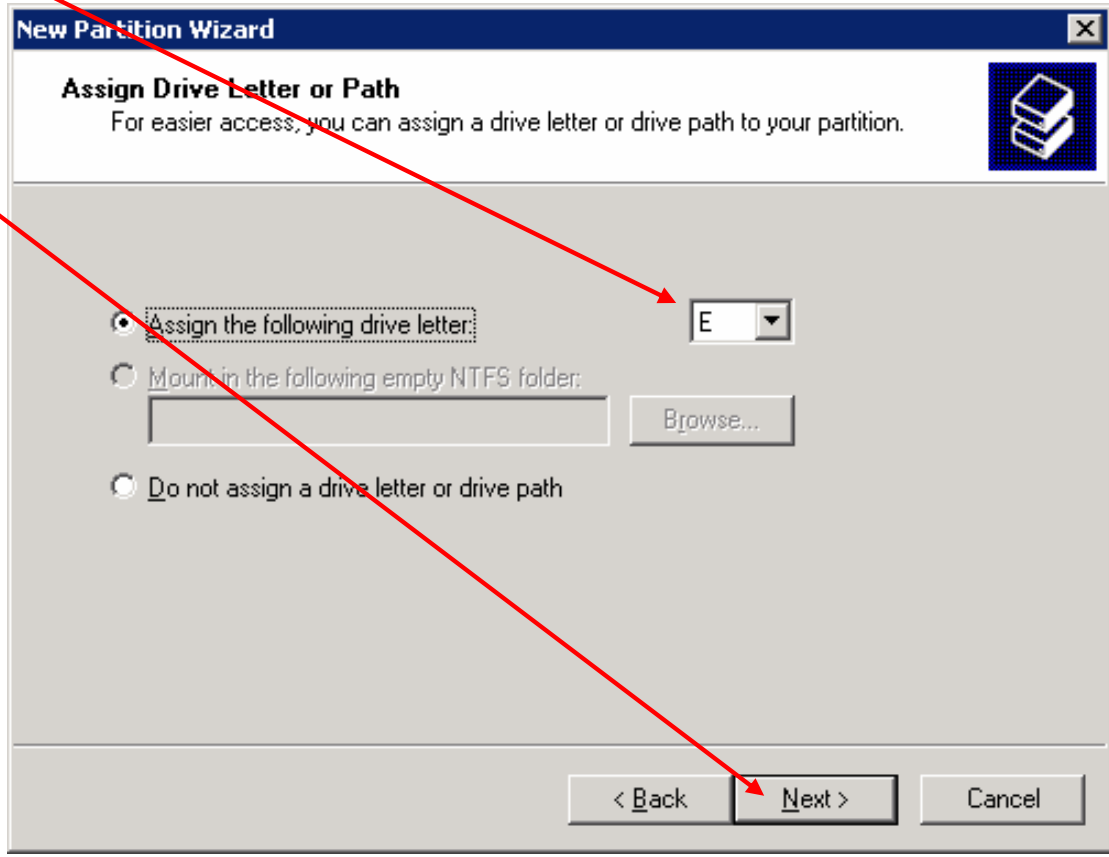 New Partition Wizard
Assign Drive Letter or Path
For easier access, you can assign a drive letter or drive path to your partition.
Assign the following drive letter: E
Mount in the following empty NTFS folder:
Browse...
Do not assign a drive letter or drive path
< Back Next > Cancel